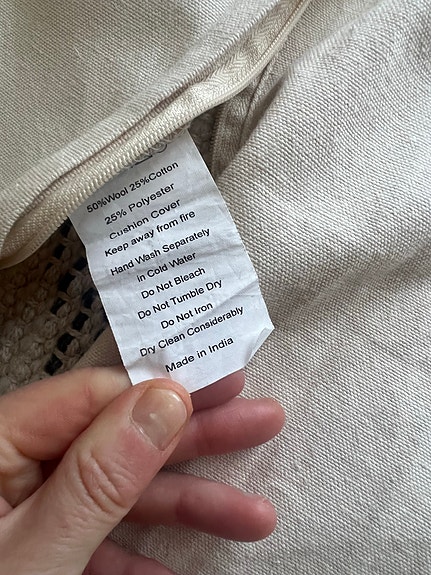 50%Wool 25%Cotton
25% Polyester
Cushion Cover
Keep away from fire
Hand Wash Separately
in Cold Water
Do Not Bleach
Do Not Tumble Dry
Do Not Iron
Dry Clean Considerably
Made in India